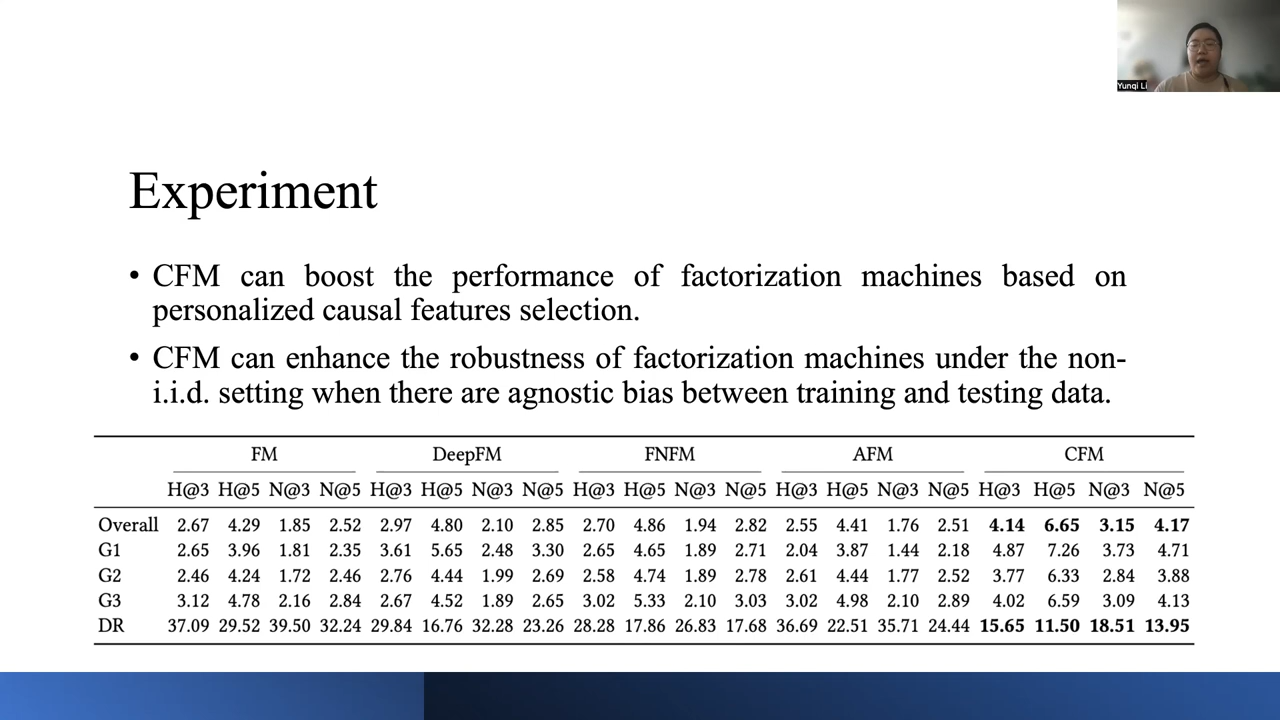 Yunqi Li
Experiment
• CFM can boost the performance of factorization machines based on
personalized causal features selection.
• CFM can enhance the robustness of factorization machines under the non-
i.i.d. setting when there are agnostic bias between training and testing data.
FM DeepFM FNFM AFM CFM
H@3 H@5 N@3 N@5 H@3 H@5 N@3 N@5 H@3 H@5 N@3 N@5 H@3 H@5 N@3 N@5 H@3 H@5 N@3 N@5
Overall 2.67 4.29 1.85 2.52 2.97 4.80 2.10 2.85 2.70 4.86 1.94 2.82 2.55 4.41 1.76 2.51 4.14 6.65 3.15 4.17
G1 2.65 3.96 1.81 2.35 3.61 5.65 2.48 3.30 2.65 4.65 1.89 2.71 2.04 3.87 1.44 2.18 4.87 7.26 3.73 4.71
G2 2.46 4.24 1.72 2.46 2.76 4.44 1.99 2.69 2.58 4.74 1.89 2.78 2.61 4.44 1.77 2.52 3.77 6.33 2.84 3.88
G3 3.12 4.78 2.16 2.84 2.67 4.52 1.89 2.65 3.02 5.33 2.10 3.03 3.02 4.98 2.10 2.89 4.02 6.59 3.09 4.13
DR 37.09 29.52 39.50 32.24 29.84 16.76 32.28 23.26 28.28 17.86 26.83 17.68 36.69 22.51 35.71 24.44 15.65 11.50 18.51 13.95